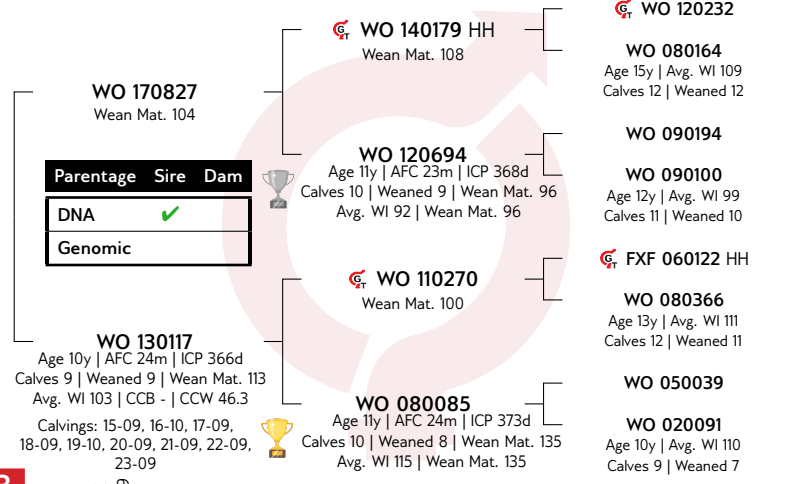 WO 170827
Wean Mat. 104
Parentage Sire Dam
DNA ✔
Genomic
WO 130117
Age 10y | AFC 24m | ICP 366d
Calves 9 | Weaned 9 | Wean Mat. 113
Avg. WI 103 | CCB - | CCW 46.3
Calvings: 15-09, 16-10, 17-09,
18-09, 19-10, 20-09, 21-09, 22-09,
23-09
GT WO 140179 HH
Wean Mat. 108
WO 120694
Age 11y | AFC 23m | ICP 368d
Calves 10 | Weaned 9 | Wean Mat. 96
Avg. WI 92 | Wean Mat. 96
GT WO 110270
Wean Mat. 100
WO 080085
Age 11y | AFC 24m | ICP 373d
Calves 10 | Weaned 8 | Wean Mat. 135
Avg. WI 115 | Wean Mat. 135
GT WO 120232
WO 080164
Age 15y | Avg. WI 109
Calves 12 | Weaned 12
WO 090194
WO 090100
Age 12y | Avg. WI 99
Calves 11 | Weaned 10
GT FXF 060122 HH
WO 080366
Age 13y | Avg. WI 111
Calves 12 | Weaned 11
WO 050039
WO 020091
Age 10y | Avg. WI 110
Calves 9 | Weaned 7